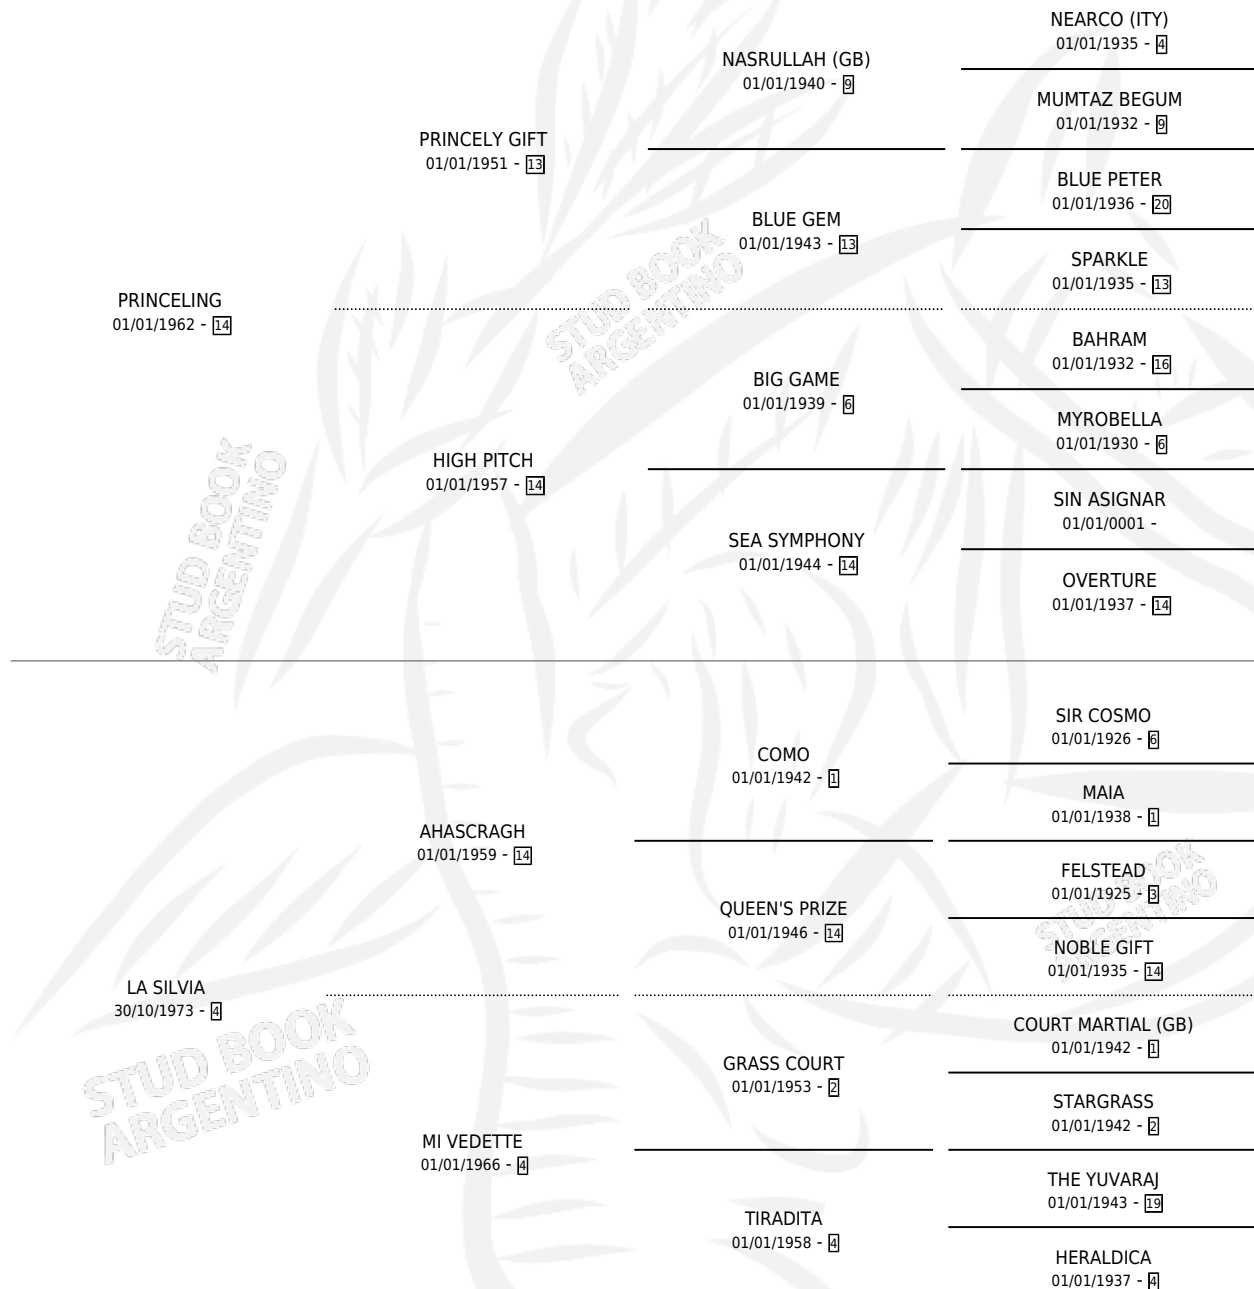 NEARCO (ITY)
01/01/1935 - 4
NASRULLAH (GB)
01/01/1940 - 9
MUMTAZ BEGUM
01/01/1932 - 9
PRINCELY GIFT
01/01/1951 - 13
BLUE PETER
01/01/1936 - 20
BLUE GEM
01/01/1943 - 13
SPARKLE
01/01/1935 - 13
PRINCELING
01/01/1962 - 14
BAHRAM
01/01/1932 - 16
BIG GAME
01/01/1939 - 6
MYROBELLA
01/01/1930 - 6
HIGH PITCH
01/01/1957 - 14
SIN ASIGNAR
01/01/0001 -
SEA SYMPHONY
01/01/1944 - 14
OVERTURE
01/01/1937 - 14
SIR COSMO
01/01/1926 - 6
COMO
01/01/1942 - 1
MAIA
01/01/1938 - 1
AHASCRAGH
01/01/1959 - 14
FELSTEAD
01/01/1925 - 3
QUEEN'S PRIZE
01/01/1946 - 14
NOBLE GIFT
01/01/1935 - 14
LA SILVIA
30/10/1973 - 4
COURT MARTIAL (GB)
01/01/1942 - 1
GRASS COURT
01/01/1953 - 2
STARGRASS
01/01/1942 - 2
MI VEDETTE
01/01/1966 - 4
THE YUVARAJ
01/01/1943 - 19
TIRADITA
01/01/1958 - 4
HERALDICA
01/01/1937 - 4
STUD BOOK
ARGENTINO
STUD BOOK
ARGENTINO
STUD BOOK
ARGENTINO
STUD BOOK
ARGENTINO